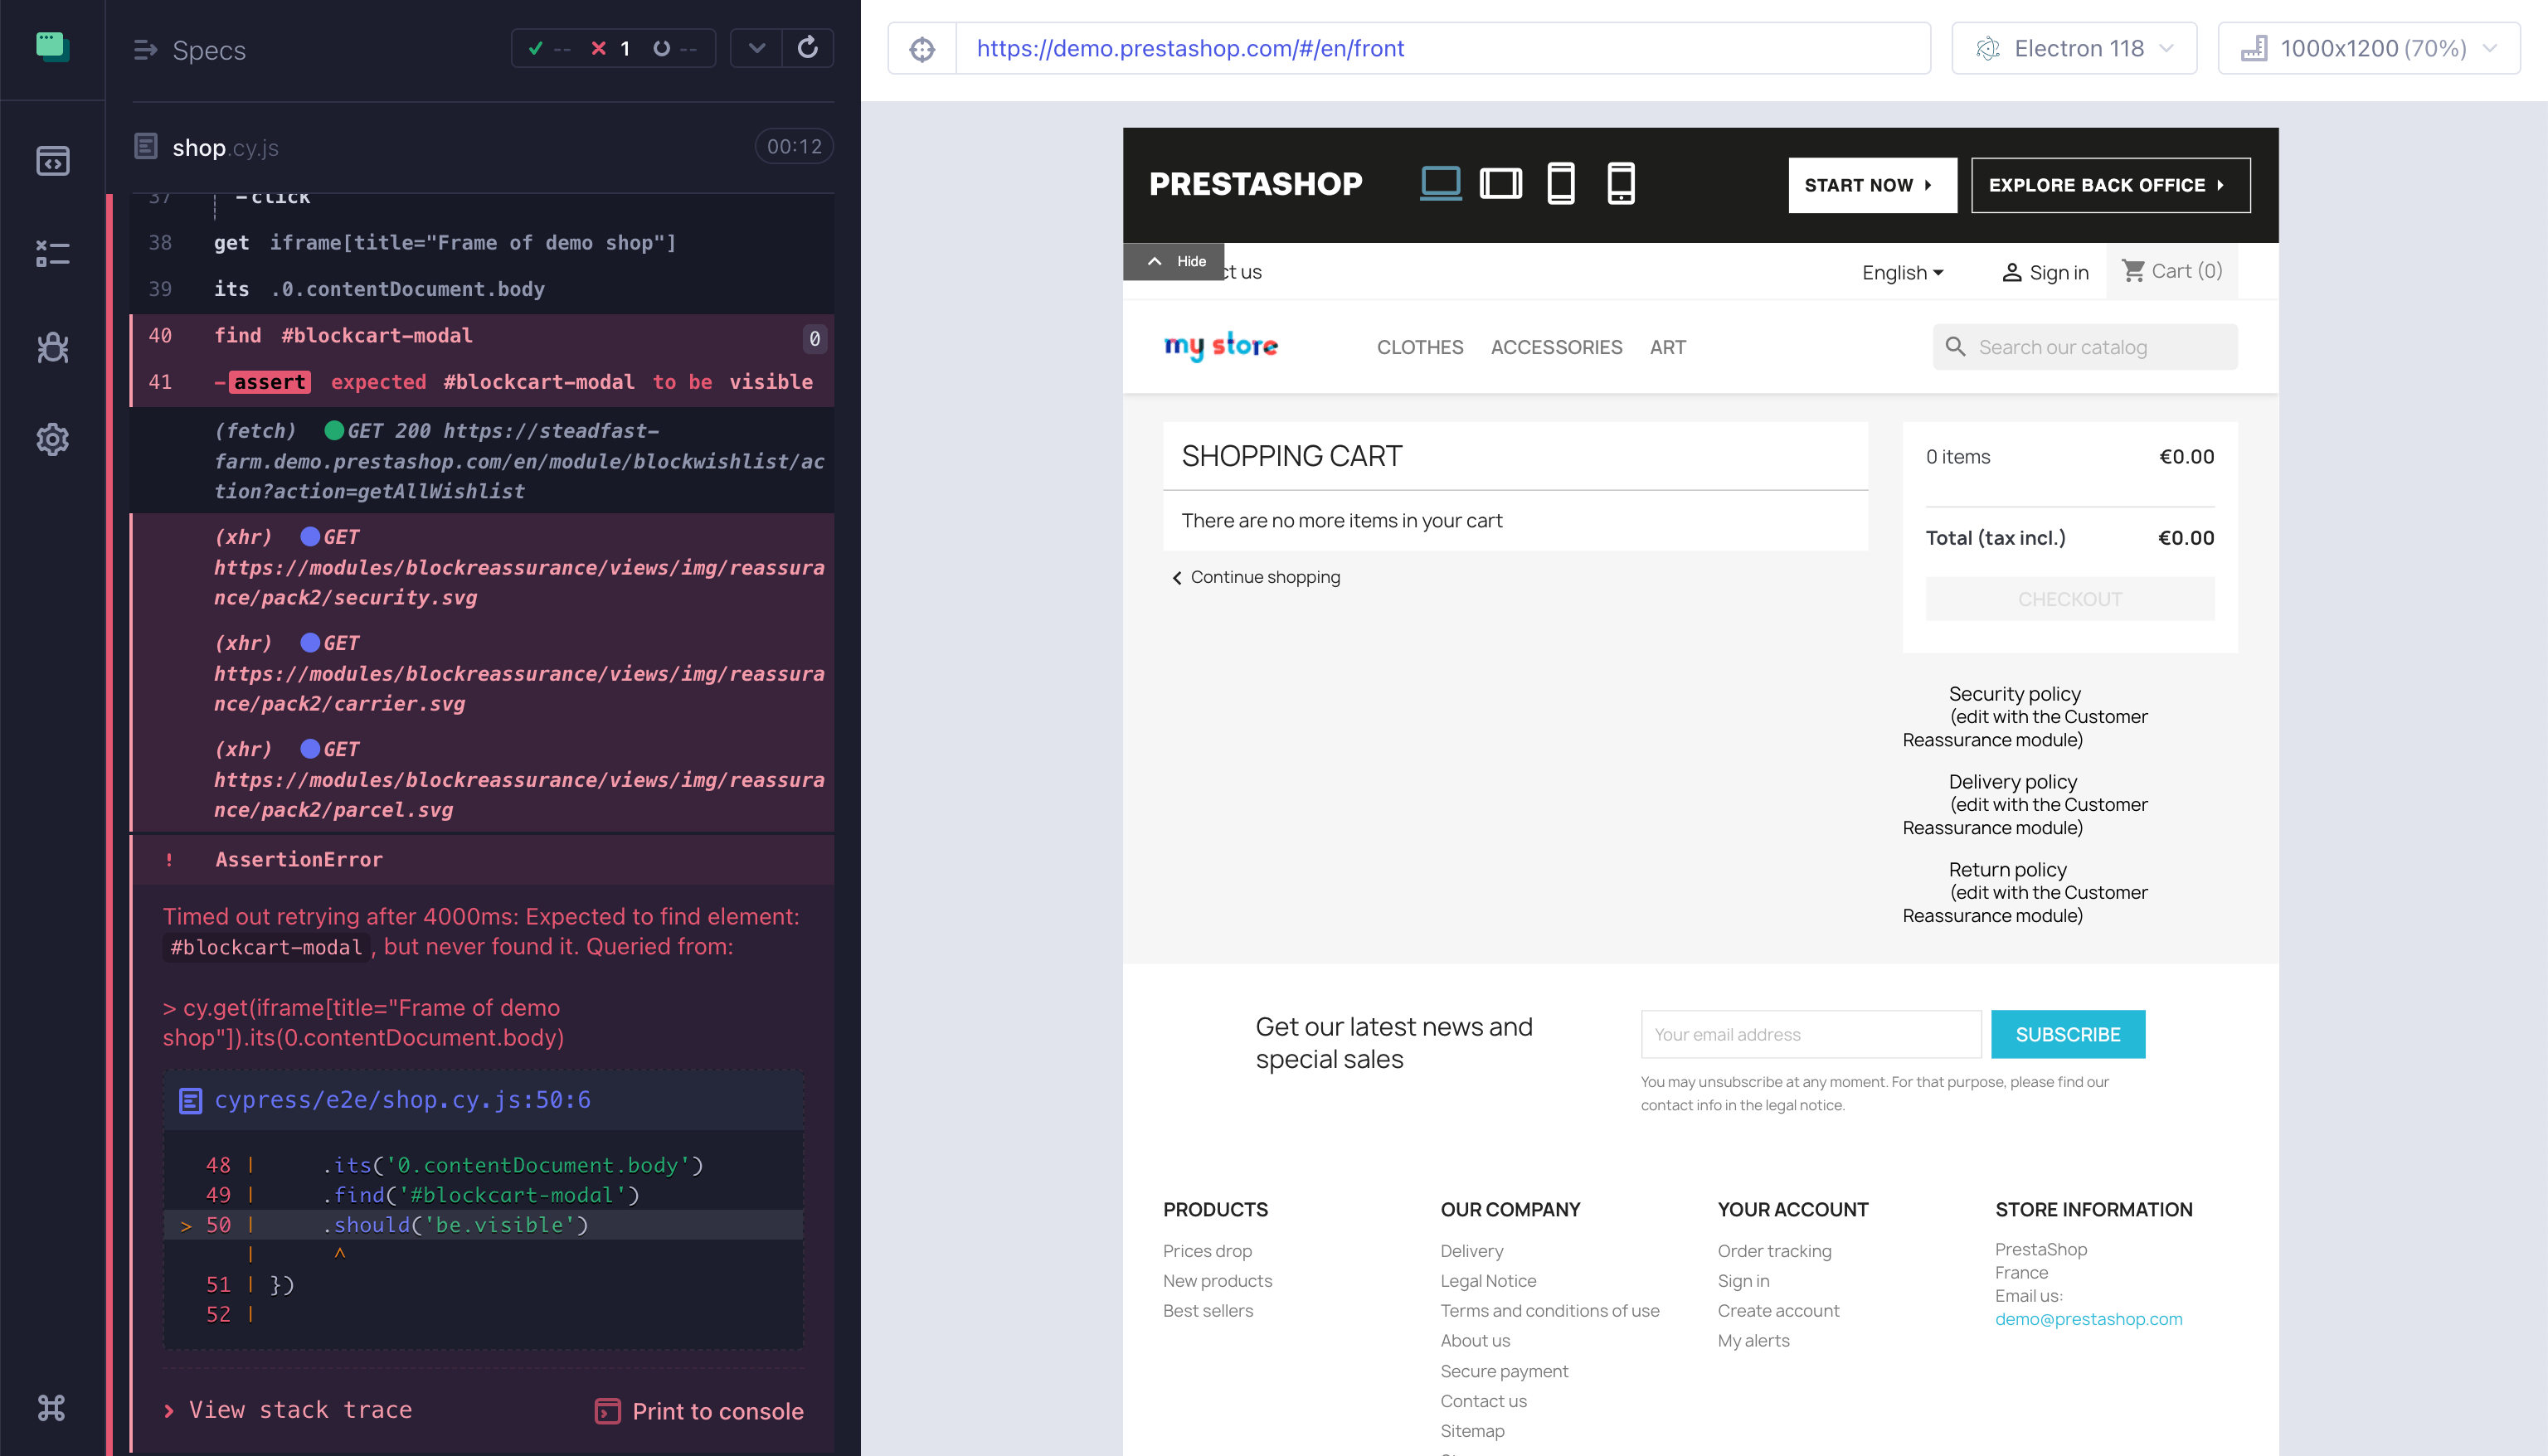 Specs
--
1
--
shop.cy.js
00:12
37 -click
38 get iframe[title="Frame of demo shop"]
39 its .0.contentDocument.body
40 find #blockcart-modal 0
41 -assert expected #blockcart-modal to be visible
(fetch) GET 200 https://steadfast-
farm.demo.prestashop.com/en/module/blockwishlist/ac
tion?action=getAllWishlist
(xhr) GET
https://modules/blockreassurance/views/img/reassura
nce/pack2/security.svg
(xhr) GET
https://modules/blockreassurance/views/img/reassura
nce/pack2/carrier.svg
(xhr) GET
https://modules/blockreassurance/views/img/reassura
nce/pack2/parcel.svg
! AssertionError
Timed out retrying after 4000ms: Expected to find element:
#blockcart-modal, but never found it. Queried from:
> cy.get(iframe[title="Frame of demo
shop"]).its(0.contentDocument.body)
cypress/e2e/shop.cy.js:50:6
48 | .its('0.contentDocument.body')
49 | .find('#blockcart-modal')
> 50 | .should('be.visible')
| ^
51 | })
52 |
View stack trace
Print to console
https://demo.prestashop.com/#/en/front
Electron 118
1000x1200 (70%)
PRESTASHOP
START NOW
EXPLORE BACK OFFICE
Hide
ct us
English
Sign in
Cart (0)
my store
CLOTHES
ACCESSORIES
ART
Search our catalog
SHOPPING CART
There are no more items in your cart
Continue shopping
0 items €0.00
Total (tax incl.) €0.00
CHECKOUT
Security policy
(edit with the Customer
Reassurance module)
Delivery policy
(edit with the Customer
Reassurance module)
Return policy
(edit with the Customer
Reassurance module)
Get our latest news and
special sales
Your email address
SUBSCRIBE
You may unsubscribe at any moment. For that purpose, please find our
contact info in the legal notice.
PRODUCTS
Prices drop
New products
Best sellers
OUR COMPANY
Delivery
Legal Notice
Terms and conditions of use
About us
Secure payment
Contact us
Sitemap
YOUR ACCOUNT
Order tracking
Sign in
Create account
My alerts
STORE INFORMATION
PrestaShop
France
Email us:
demo@prestashop.com